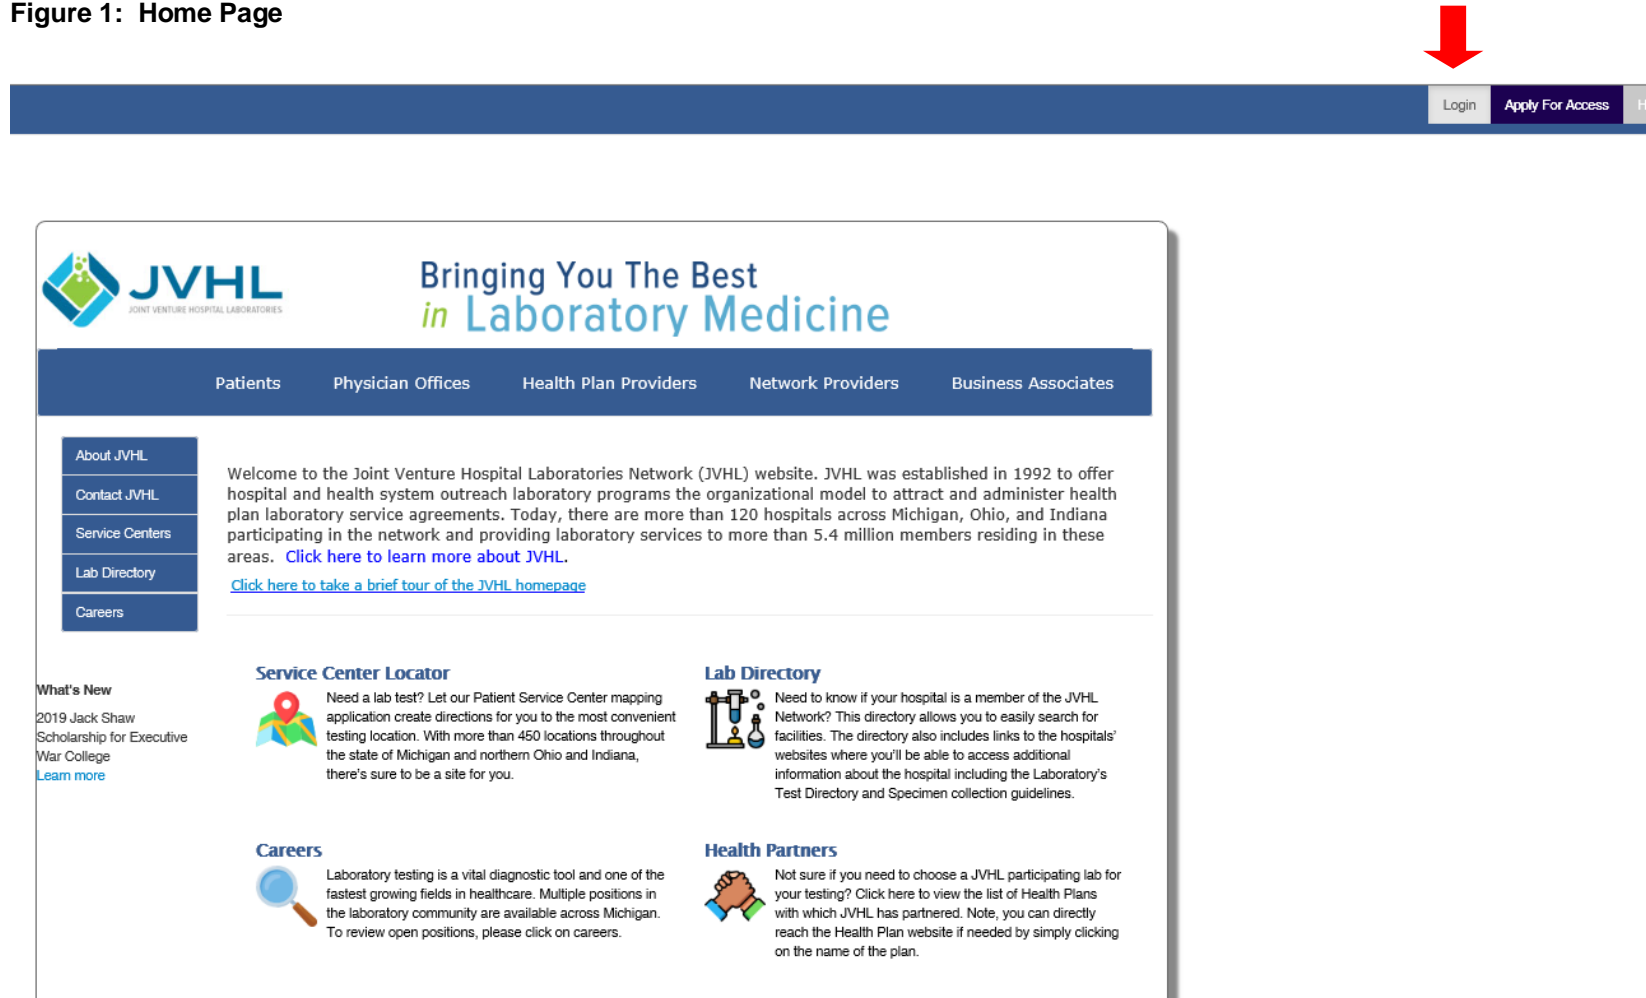 Figure 1:  Home Page
Login
Apply For Access
JVHL
JOINT VENTURE HOSPITAL LABORATORIES
Bringing You The Best
in Laboratory Medicine
Patients
Physician Offices
Health Plan Providers
Network Providers
Business Associates
About JVHL
Contact JVHL
Service Centers
Lab Directory
Careers
What's New
2019 Jack Shaw
Scholarship for Executive
War College
Learn more
Welcome to the Joint Venture Hospital Laboratories Network (JVHL) website. JVHL was established in 1992 to offer
hospital and health system outreach laboratory programs the organizational model to attract and administer health
plan laboratory service agreements. Today, there are more than 120 hospitals across Michigan, Ohio, and Indiana
participating in the network and providing laboratory services to more than 5.4 million members residing in these
areas.  Click here to learn more about JVHL.
Click here to take a brief tour of the JVHL homepage
Service Center Locator
Need a lab test? Let our Patient Service Center mapping
application create directions for you to the most convenient
testing location. With more than 450 locations throughout
the state of Michigan and northern Ohio and Indiana,
there's sure to be a site for you.
Lab Directory
Need to know if your hospital is a member of the JVHL
Network? This directory allows you to easily search for
facilities. The directory also includes links to the hospitals'
websites where you'll be able to access additional
information about the hospital including the Laboratory's
Test Directory and Specimen collection guidelines.
Careers
Laboratory testing is a vital diagnostic tool and one of the
fastest growing fields in healthcare. Multiple positions in
the laboratory community are available across Michigan.
To review open positions, please click on careers.
Health Partners
Not sure if you need to choose a JVHL participating lab for
your testing? Click here to view the list of Health Plans
with which JVHL has partnered. Note, you can directly
reach the Health Plan website if needed by simply clicking
on the name of the plan.